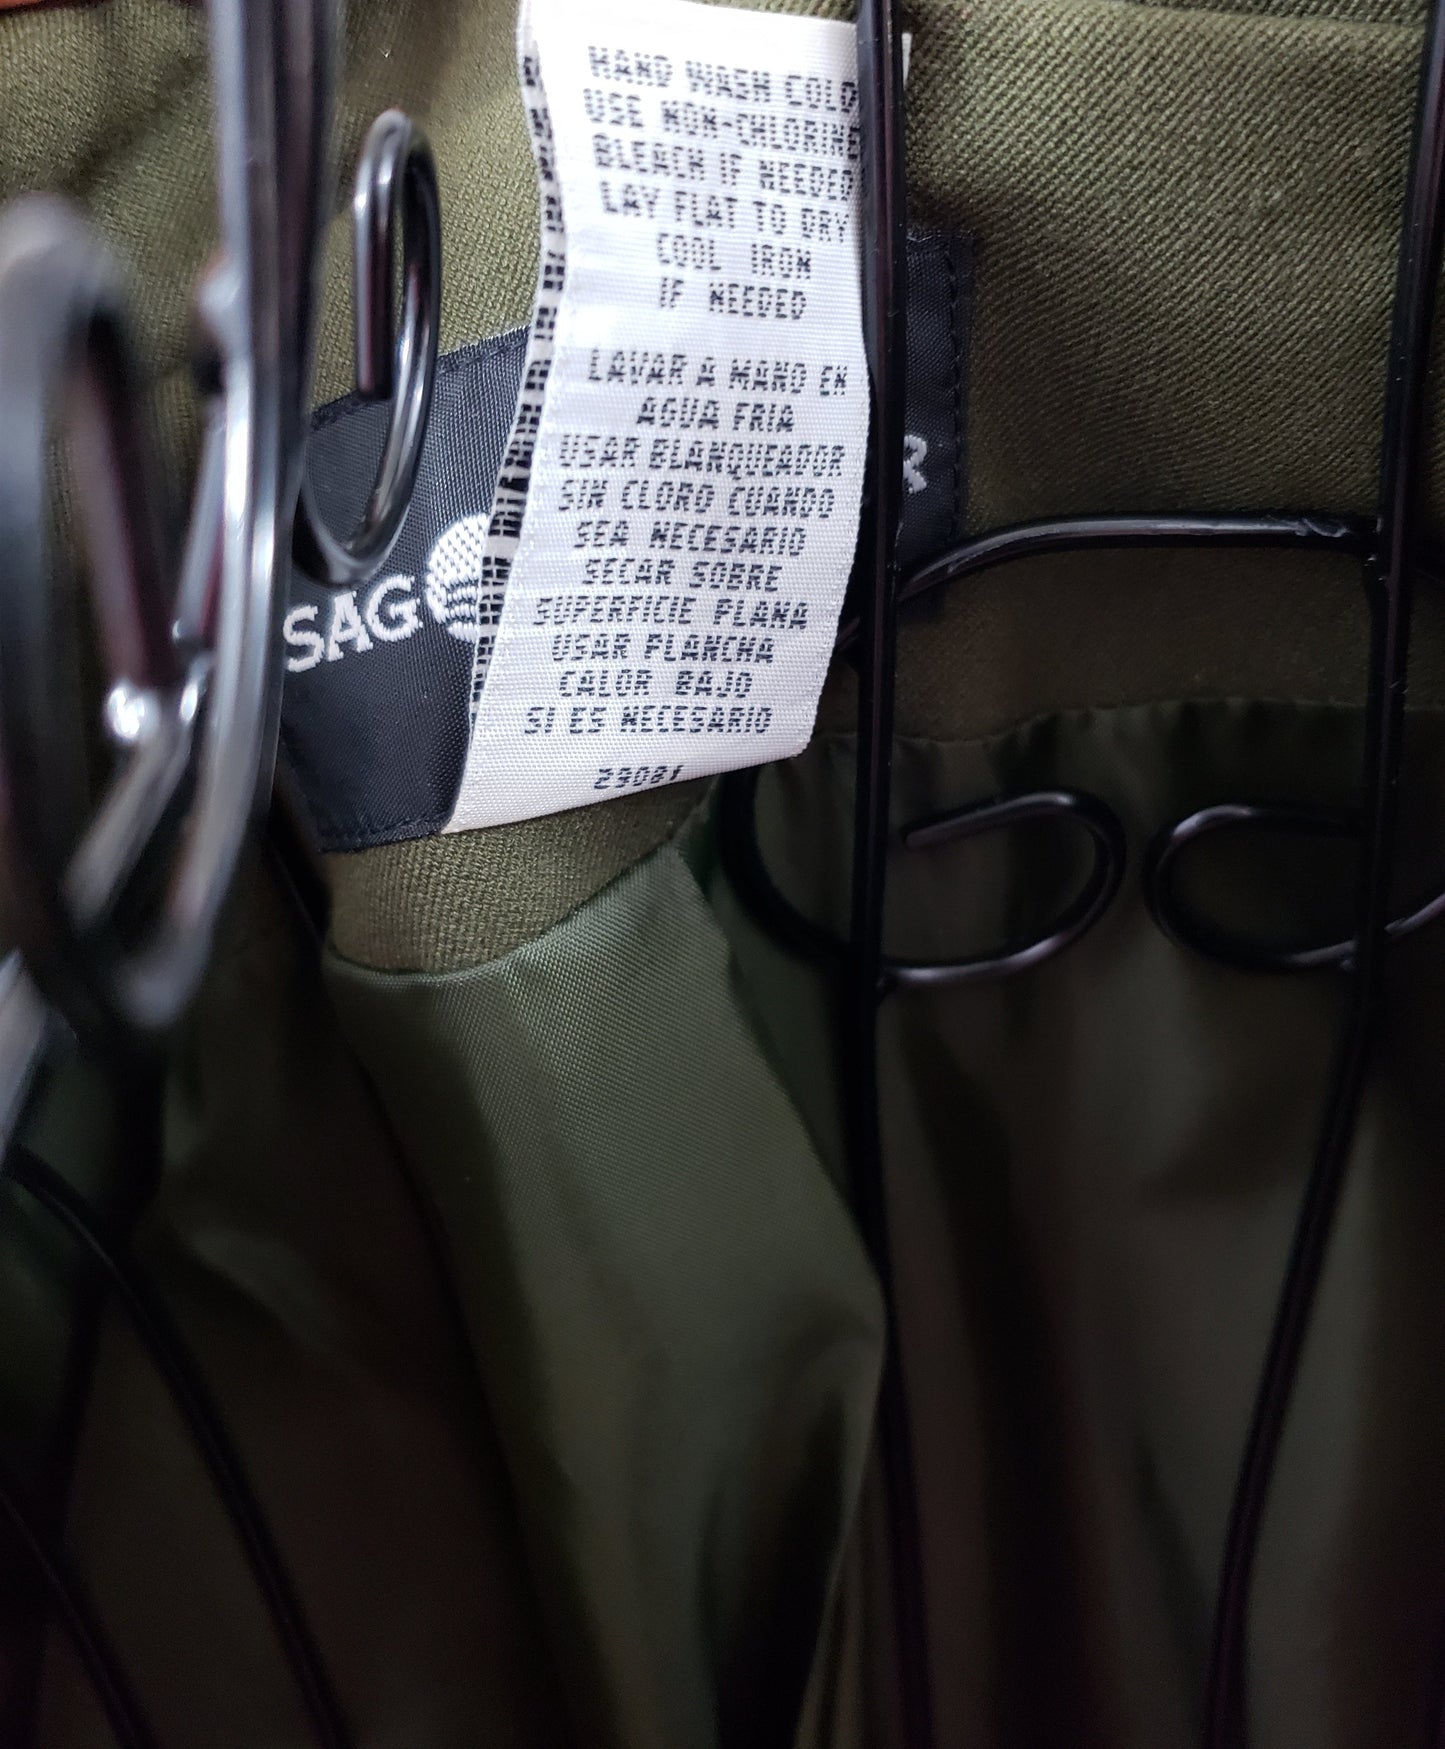 HAND WASH COLD
USE NON-CHLORINE
BLEACH IF NEEDED
LAY FLAT TO DRY
COOL IRON
IF NEEDED
LAVAR A MANO EN
AGUA FRIA
USAR BLANQUEADOR
SIN CLORO CUANDO
SEA NECESARIO
SECAR SOBRE
SUPERFICIE PLANA
USAR PLANCHA
CALOR BAJO
SI ES NECESARIO
29081
SAG
R